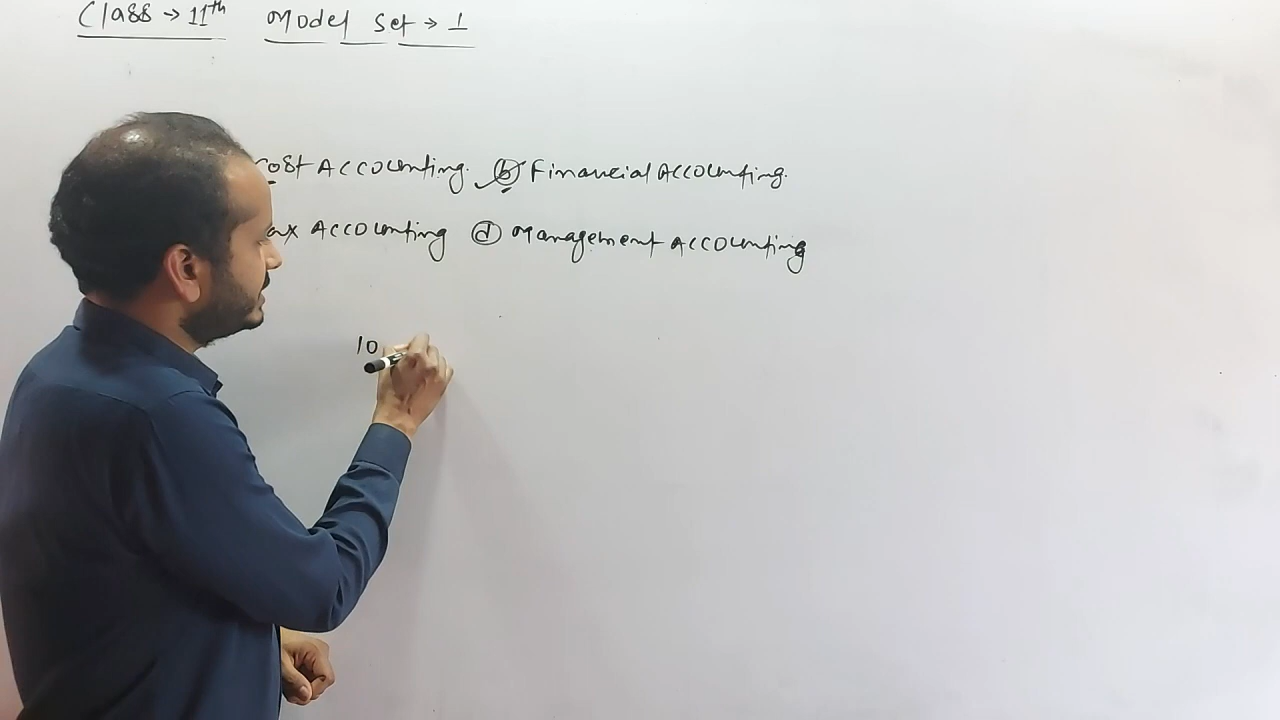 Class → 11th Model Set → 1
ost Accounting. (b) Financial Accounting.
ax Accounting (d) Management Accounting
10